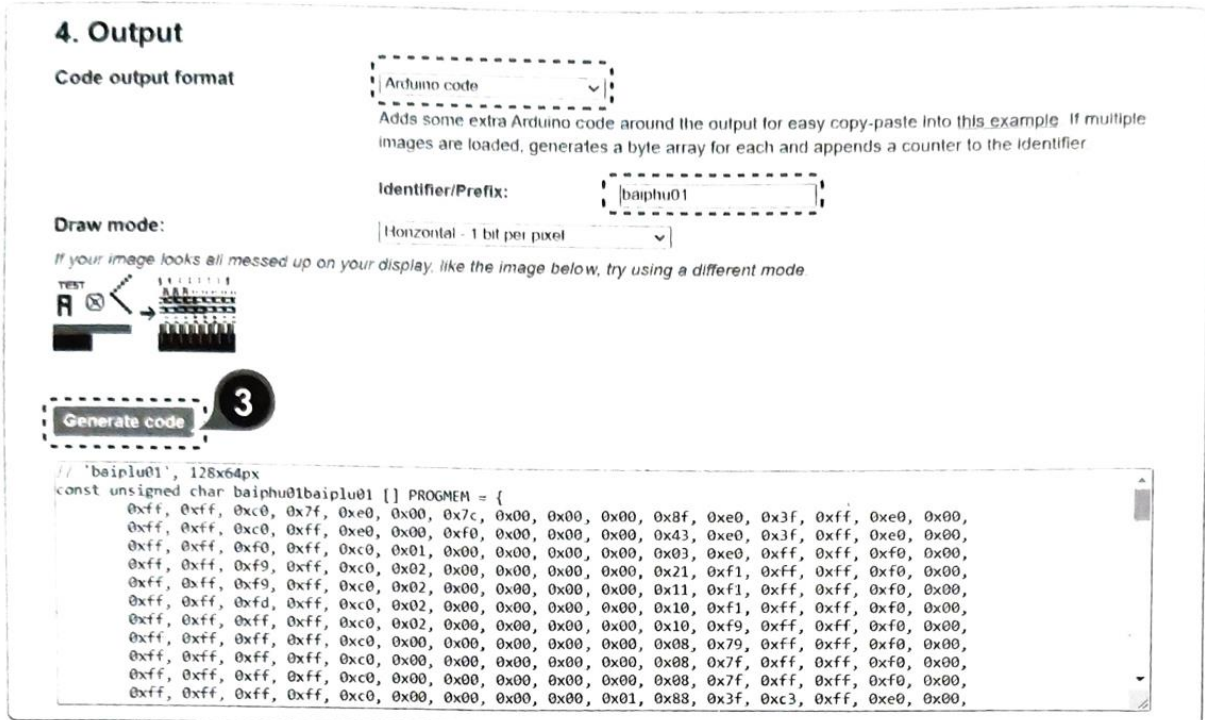 4. Output
Code output format
Arduino code
Adds some extra Arduino code around the output for easy copy-paste into this example If multiple
images are loaded, generates a byte array for each and appends a counter to the identifier
Identifier/Prefix:
baiphu01
Draw mode:
Horizontal - 1 bit per pixel
If your image looks all messed up on your display, like the image below, try using a different mode.
TEST
A
3
Generate code
// 'baiplu01', 128x64px
const unsigned char baiphu01baiplu01 [] PROGMEM = {
0xff, 0xff, 0xc0, 0x7f, 0xe0, 0x00, 0x7c, 0x00, 0x00, 0x00, 0x8f, 0xe0, 0x3f, 0xff, 0xe0, 0x00,
0xff, 0xff, 0xc0, 0xff, 0xe0, 0x00, 0xf0, 0x00, 0x00, 0x00, 0x43, 0xe0, 0x3f, 0xff, 0xe0, 0x00,
0xff, 0xff, 0xf0, 0xff, 0xc0, 0x01, 0x00, 0x00, 0x00, 0x00, 0x03, 0xe0, 0xff, 0xff, 0xf0, 0x00,
0xff, 0xff, 0xf9, 0xff, 0xc0, 0x02, 0x00, 0x00, 0x00, 0x00, 0x21, 0xf1, 0xff, 0xff, 0xf0, 0x00,
0xff, 0xff, 0xf9, 0xff, 0xc0, 0x02, 0x00, 0x00, 0x00, 0x00, 0x11, 0xf1, 0xff, 0xff, 0xf0, 0x00,
0xff, 0xff, 0xfd, 0xff, 0xc0, 0x02, 0x00, 0x00, 0x00, 0x00, 0x10, 0xf1, 0xff, 0xff, 0xf0, 0x00,
0xff, 0xff, 0xff, 0xff, 0xc0, 0x02, 0x00, 0x00, 0x00, 0x00, 0x10, 0xf9, 0xff, 0xff, 0xf0, 0x00,
0xff, 0xff, 0xff, 0xff, 0xc0, 0x00, 0x00, 0x00, 0x00, 0x00, 0x08, 0x79, 0xff, 0xff, 0xf0, 0x00,
0xff, 0xff, 0xff, 0xff, 0xc0, 0x00, 0x00, 0x00, 0x00, 0x00, 0x08, 0x7f, 0xff, 0xff, 0xf0, 0x00,
0xff, 0xff, 0xff, 0xff, 0xc0, 0x00, 0x00, 0x00, 0x00, 0x00, 0x08, 0x7f, 0xff, 0xff, 0xf0, 0x00,
0xff, 0xff, 0xff, 0xff, 0xc0, 0x00, 0x00, 0x00, 0x00, 0x01, 0x88, 0x3f, 0xc3, 0xff, 0xe0, 0x00,